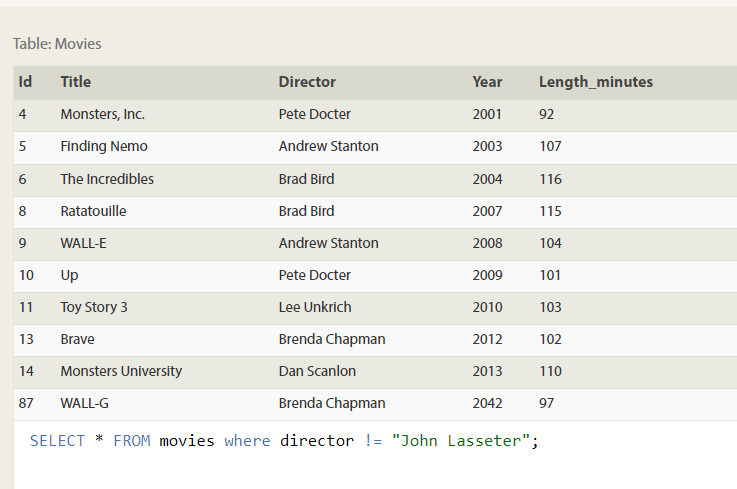 Table: Movies
Id Title Director Year Length_minutes
4 Monsters, Inc. Pete Docter 2001 92
5 Finding Nemo Andrew Stanton 2003 107
6 The Incredibles Brad Bird 2004 116
8 Ratatouille Brad Bird 2007 115
9 WALL-E Andrew Stanton 2008 104
10 Up Pete Docter 2009 101
11 Toy Story 3 Lee Unkrich 2010 103
13 Brave Brenda Chapman 2012 102
14 Monsters University Dan Scanlon 2013 110
87 WALL-G Brenda Chapman 2042 97
SELECT * FROM movies where director != "John Lasseter";